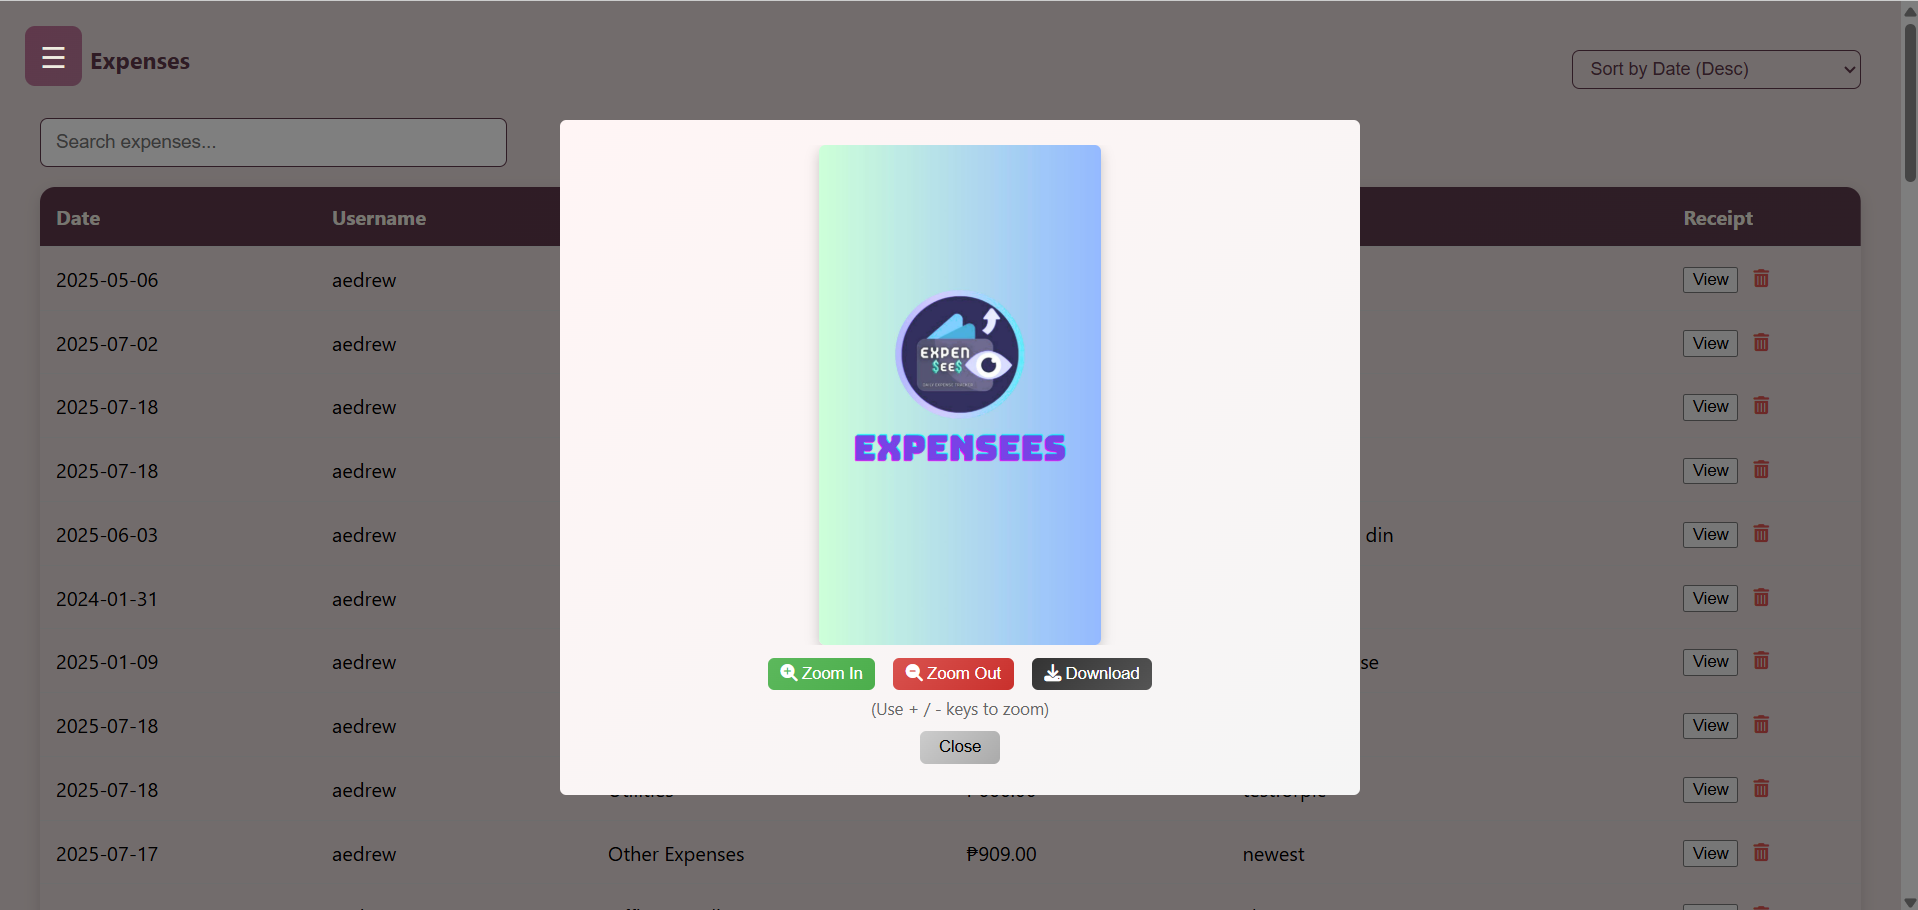 ☰ Expenses
Sort by Date (Desc)
Search expenses...
Date Username Receipt
2025-05-06 aedrew View
2025-07-02 aedrew View
2025-07-18 aedrew View
2025-07-18 aedrew View
2025-06-03 aedrew din View
2024-01-31 aedrew View
2025-01-09 aedrew se View
2025-07-18 aedrew View
2025-07-18 aedrew View
2025-07-17 aedrew Other Expenses ₱909.00 newest View
EXPEN
$EE$
DAILY EXPENSE TRACKER
EXPENSEES
Zoom In Zoom Out Download
(Use + / - keys to zoom)
Close